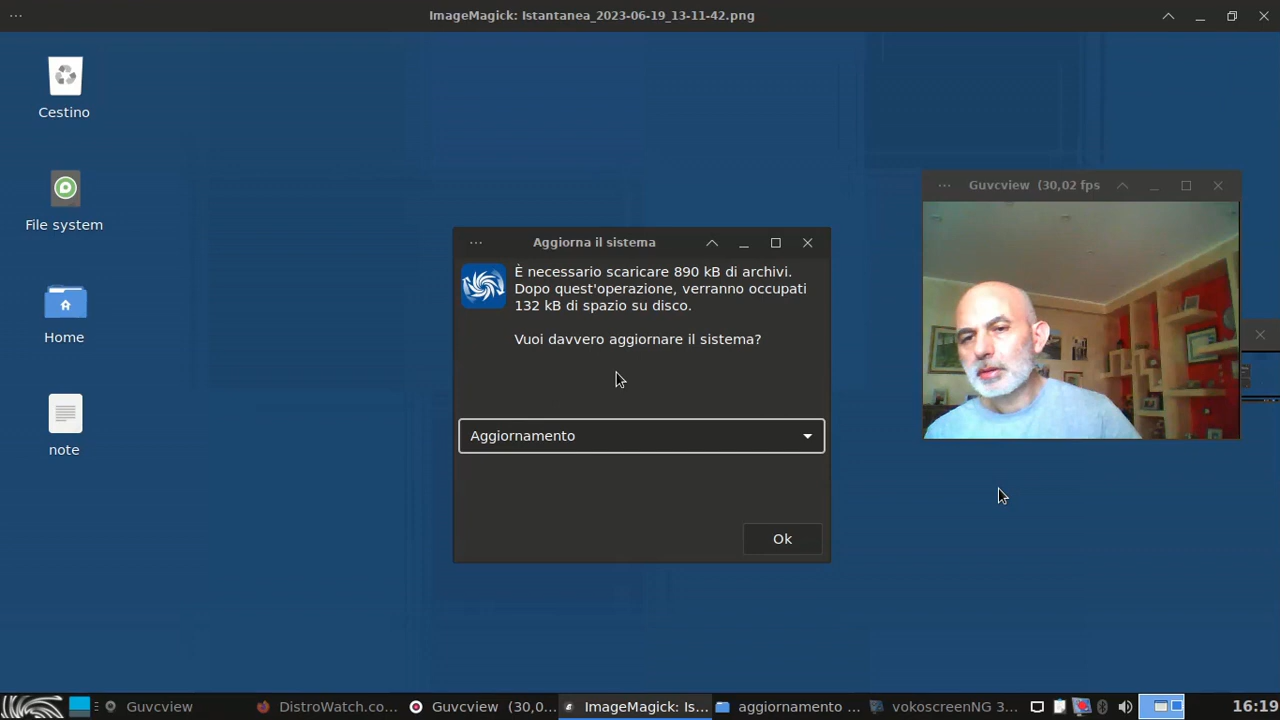 ImageMagick: Istantanea_2023-06-19_13-11-42.png
Cestino
File system
Home
note
Guvcview (30,02 fps
Aggiorna il sistema
È necessario scaricare 890 kB di archivi.
Dopo quest'operazione, verranno occupati
132 kB di spazio su disco.
Vuoi davvero aggiornare il sistema?
Aggiornamento
Ok
Guvcview
DistroWatch.co...
Guvcview (30,0...
ImageMagick: Is...
aggiornamento ...
vokoscreenNG 3...
16:19